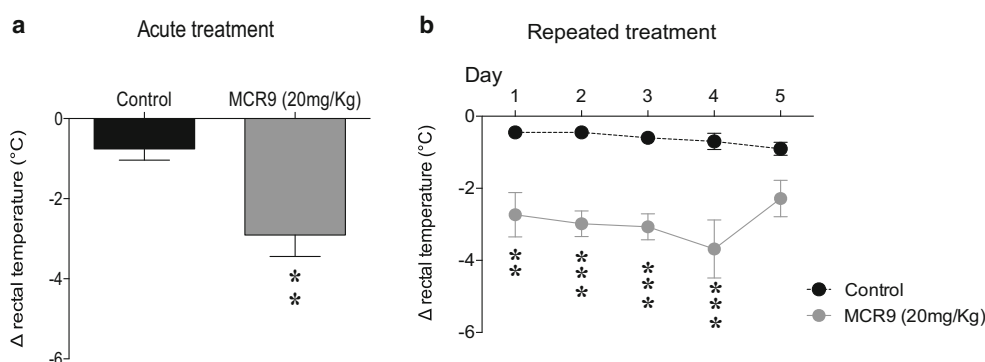 a
Acute treatment
Control MCR9 (20mg/Kg)
Δ rectal temperature (°C)
0
-2
-4
-6
**
b
Repeated treatment
Day
1 2 3 4 5
Δ rectal temperature (°C)
0
-2
-4
-6
** *** *** ***
Control
MCR9 (20mg/Kg)